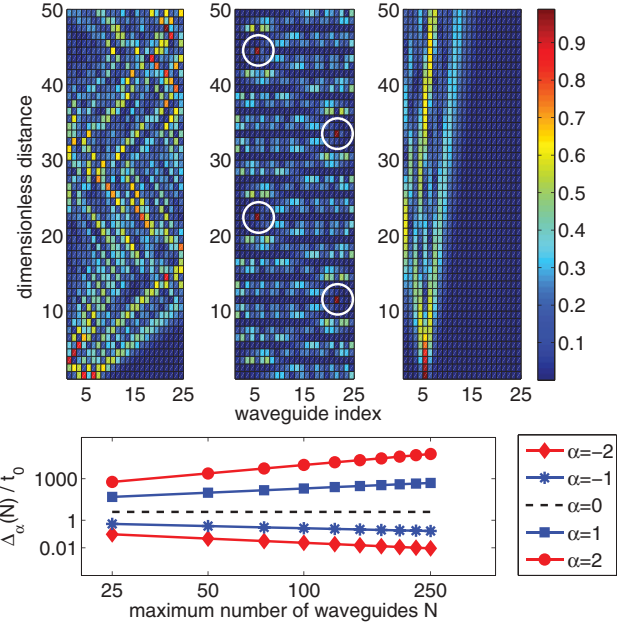 50
40
30
20
10
dimensionless distance
5 15 25
50
40
30
20
10
5 15 25
50
40
30
20
10
5 15 25
waveguide index
0.9
0.8
0.7
0.6
0.5
0.4
0.3
0.2
0.1
Δα(N) / t0
1000
1
0.01
25 50 100 250
maximum number of waveguides N
α=−2
α=−1
α=0
α=1
α=2